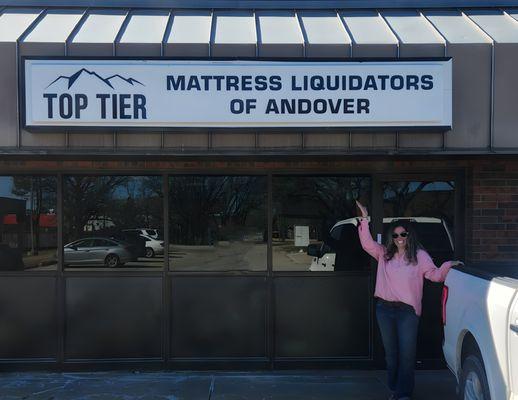 TOP TIER
MATTRESS LIQUIDATORS
OF ANDOVER